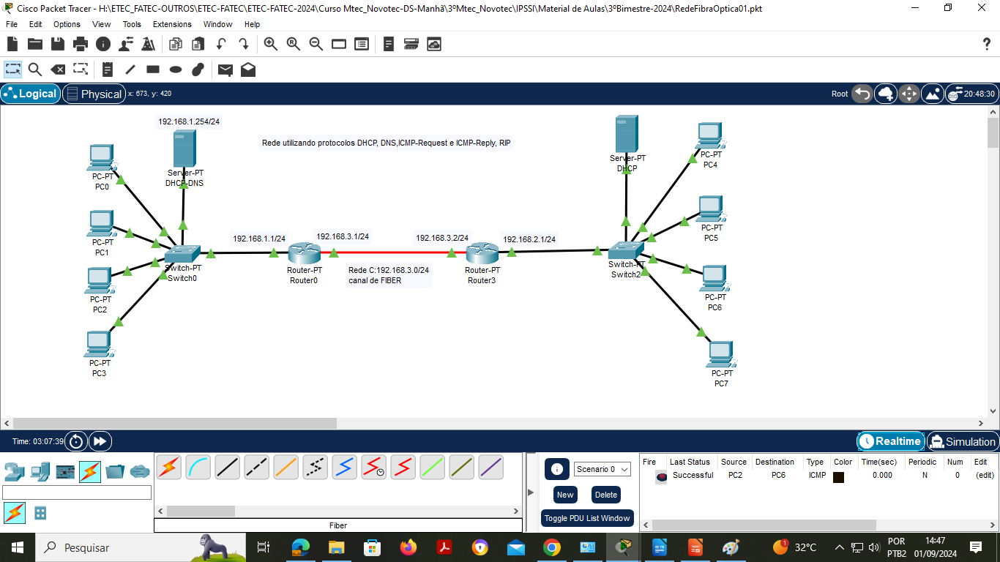 Cisco Packet Tracer - H:\ETEC_FATEC-OUTROS\ETEC-FATEC\ETEC-FATEC-2024\Curso Mtec_Novotec-DS-Manhã\3ºMtec_Novotec\IPSSI\Material de Aulas\3ºBimestre-2024\RedeFibraOptica01.pkt
File Edit Options View Tools Extensions Window Help
Logical Physical x: 673, y: 420 Root 20:48:30
192.168.1.254/24
Rede utilizando protocolos DHCP, DNS,ICMP-Request e ICMP-Reply, RIP
Server-PT
DHCP-DNS
PC-PT
PC0
PC-PT
PC1
PC-PT
PC2
PC-PT
PC3
Switch-PT
Switch0
192.168.1.1/24
192.168.3.1/24
Router-PT
Router0
Rede C:192.168.3.0/24
canal de FIBER
192.168.3.2/24
192.168.2.1/24
Router-PT
Router3
Server-PT
DHCP
Switch-PT
Switch2
PC-PT
PC4
PC-PT
PC5
PC-PT
PC6
PC-PT
PC7
Time: 03:07:39 Realtime Simulation
Scenario 0
New Delete
Toggle PDU List Window
Fiber
Fire Last Status Source Destination Type Color Time(sec) Periodic Num Edit
Successful PC2 PC6 ICMP 0.000 N 0 (edit)
Pesquisar
1
32°C
POR
PTB2
14:47
01/09/2024